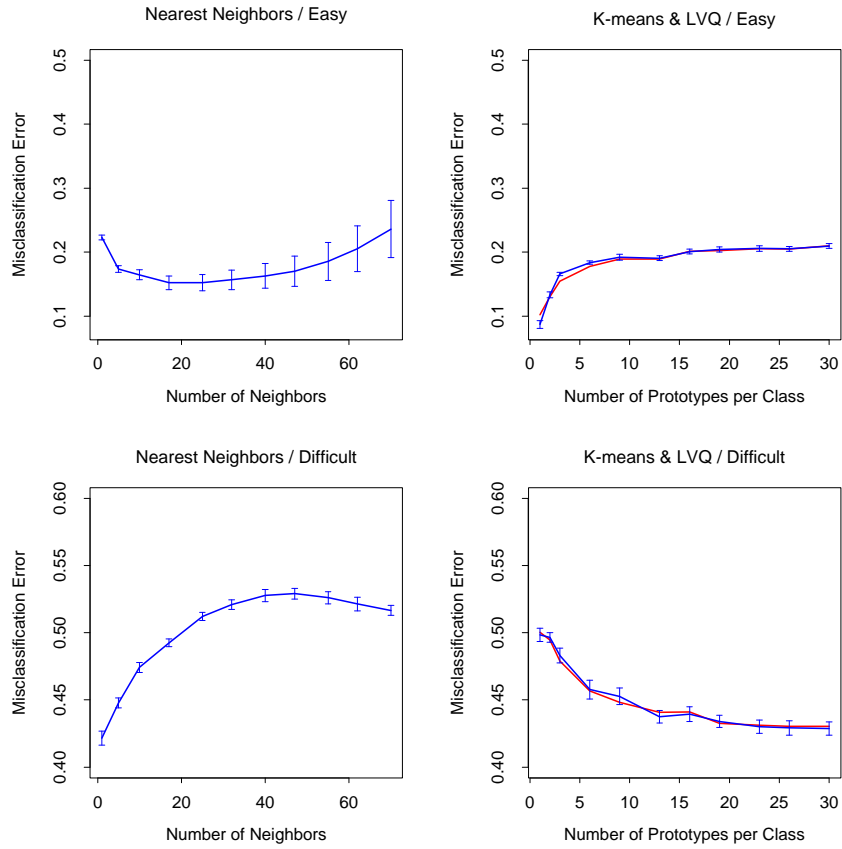 Nearest Neighbors / Easy
Misclassification Error
0.5
0.4
0.3
0.2
0.1
0 20 40 60
Number of Neighbors
K-means & LVQ / Easy
Misclassification Error
0.5
0.4
0.3
0.2
0.1
0 5 10 15 20 25 30
Number of Prototypes per Class
Nearest Neighbors / Difficult
Misclassification Error
0.60
0.55
0.50
0.45
0.40
0 20 40 60
Number of Neighbors
K-means & LVQ / Difficult
Misclassification Error
0.60
0.55
0.50
0.45
0.40
0 5 10 15 20 25 30
Number of Prototypes per Class